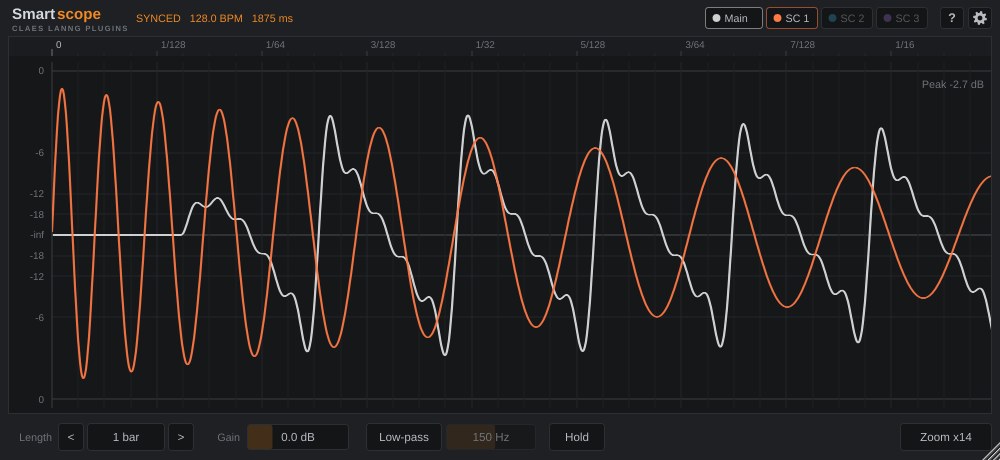 Smartscope
CLAES LANNG PLUGINS
SYNCED 128.0 BPM 1875 ms
Main SC 1 SC 2 SC 3 ?
0 1/128 1/64 3/128 1/32 5/128 3/64 7/128 1/16
Peak -2.7 dB
0
-6
-12
-18
-inf
-18
-12
-6
0
Length < 1 bar > Gain 0.0 dB Low-pass 150 Hz Hold Zoom x14